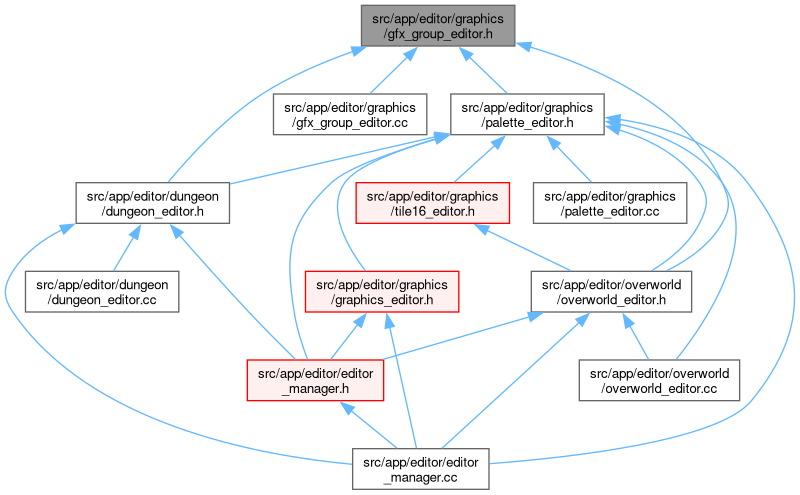 src/app/editor/graphics
/gfx_group_editor.h
src/app/editor/graphics
/gfx_group_editor.cc
src/app/editor/graphics
/palette_editor.h
src/app/editor/dungeon
/dungeon_editor.h
src/app/editor/graphics
/tile16_editor.h
src/app/editor/graphics
/palette_editor.cc
src/app/editor/dungeon
/dungeon_editor.cc
src/app/editor/graphics
/graphics_editor.h
src/app/editor/overworld
/overworld_editor.h
src/app/editor/editor
_manager.h
src/app/editor/overworld
/overworld_editor.cc
src/app/editor/editor
_manager.cc